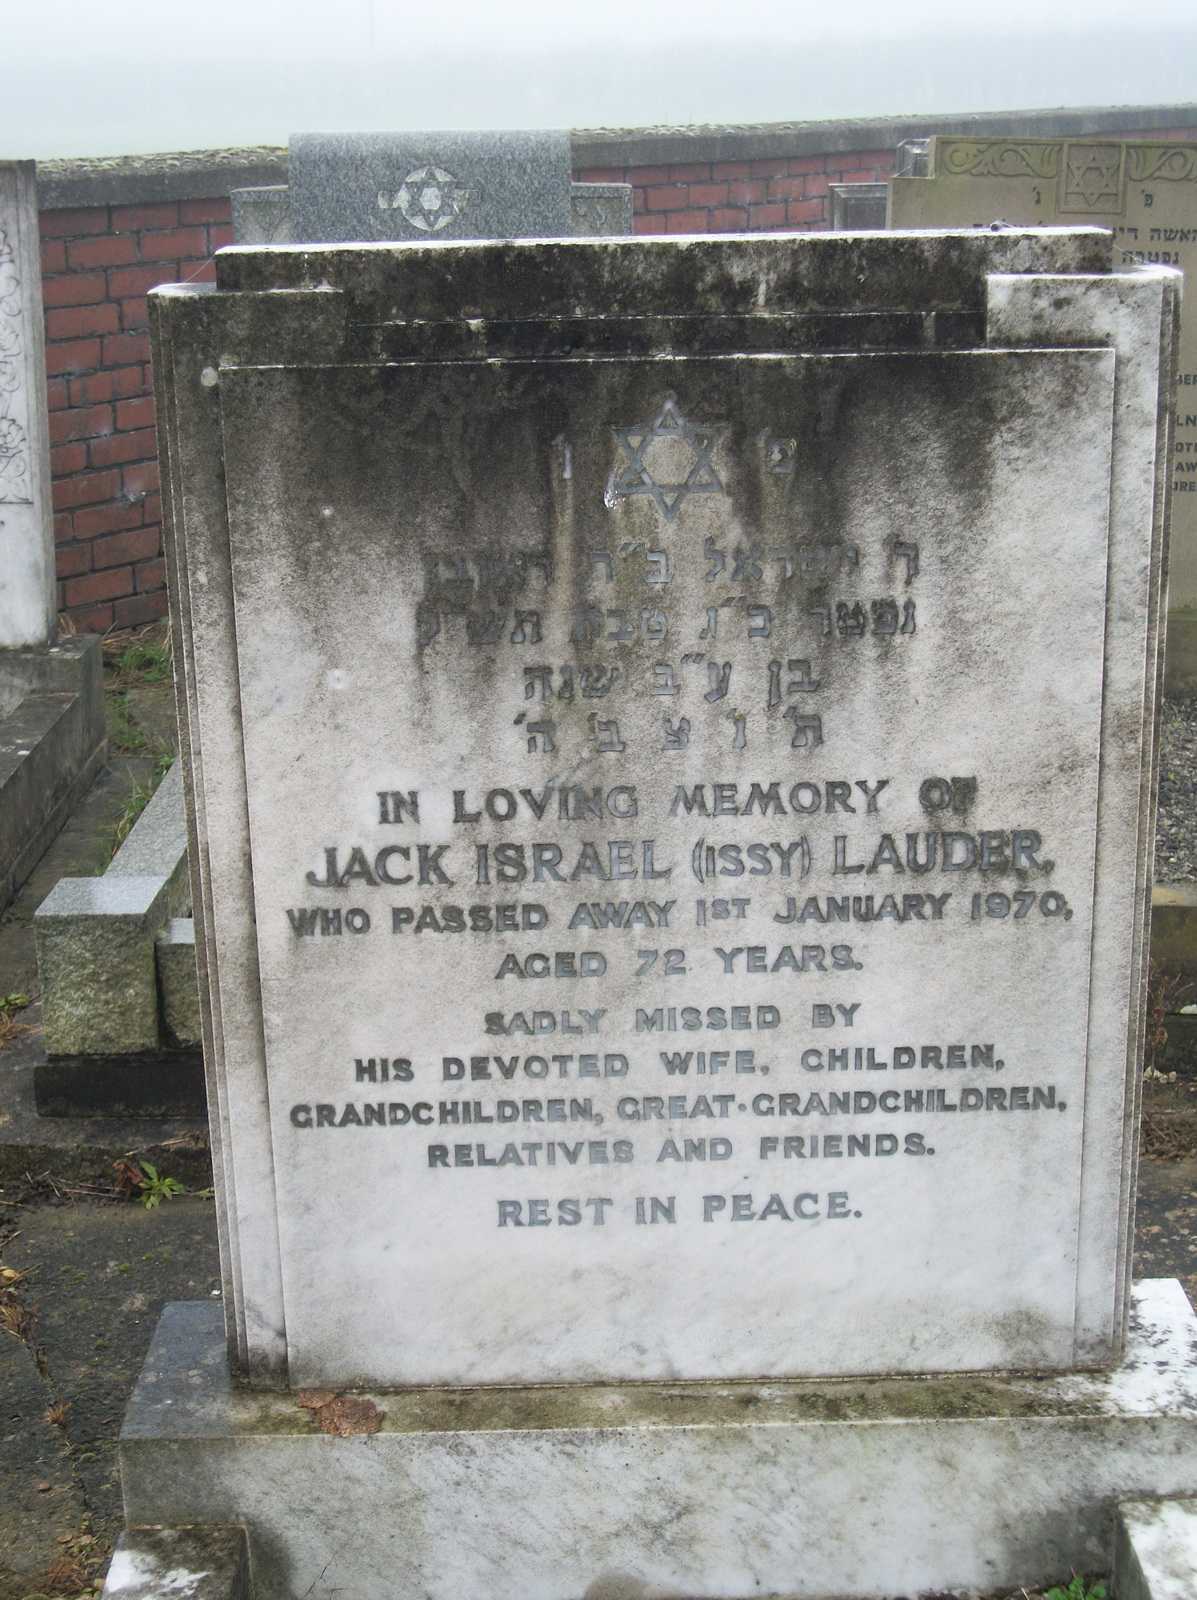 פ' נ'
ר' ישראל ב"ר ראובן
נפטר כ"ג טבת תש"ל
בן ע"ב שנה
ת' נ' צ' ב' ה'
IN LOVING MEMORY OF
JACK ISRAEL (ISSY) LAUDER,
WHO PASSED AWAY 1ST JANUARY 1970,
AGED 72 YEARS.
SADLY MISSED BY
HIS DEVOTED WIFE, CHILDREN,
GRANDCHILDREN, GREAT-GRANDCHILDREN,
RELATIVES AND FRIENDS.
REST IN PEACE.
פ' נ'
האשה
נפטרה